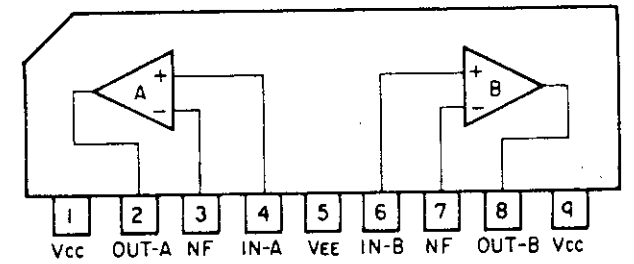 + A −
+ B −
1 2 3 4 5 6 7 8 9
Vcc OUT-A NF IN-A VEE IN-B NF OUT-B Vcc